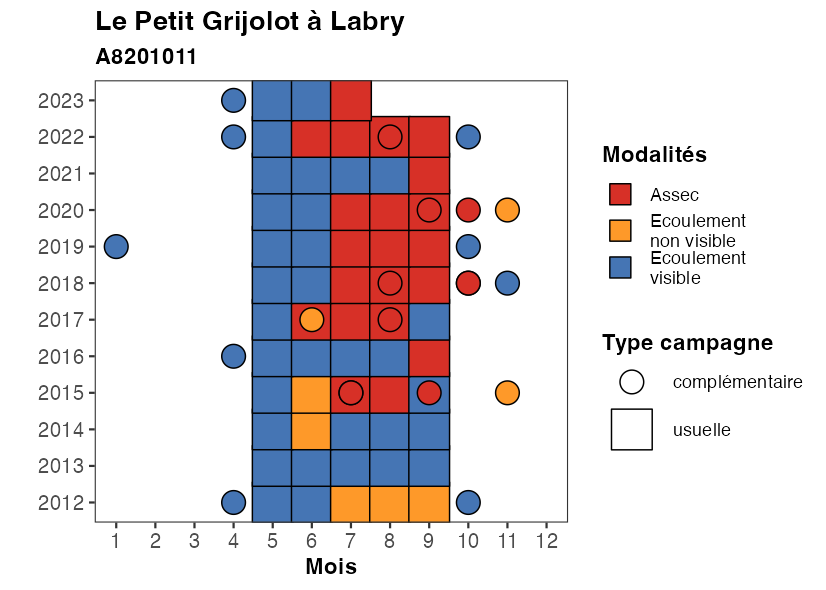 Le Petit Grijolot à Labry
A8201011
2023
2022
2021
2020
2019
2018
2017
2016
2015
2014
2013
2012
1 2 3 4 5 6 7 8 9 10 11 12
Mois
Modalités
Assec
Ecoulement
non visible
Ecoulement
visible
Type campagne
complémentaire
usuelle